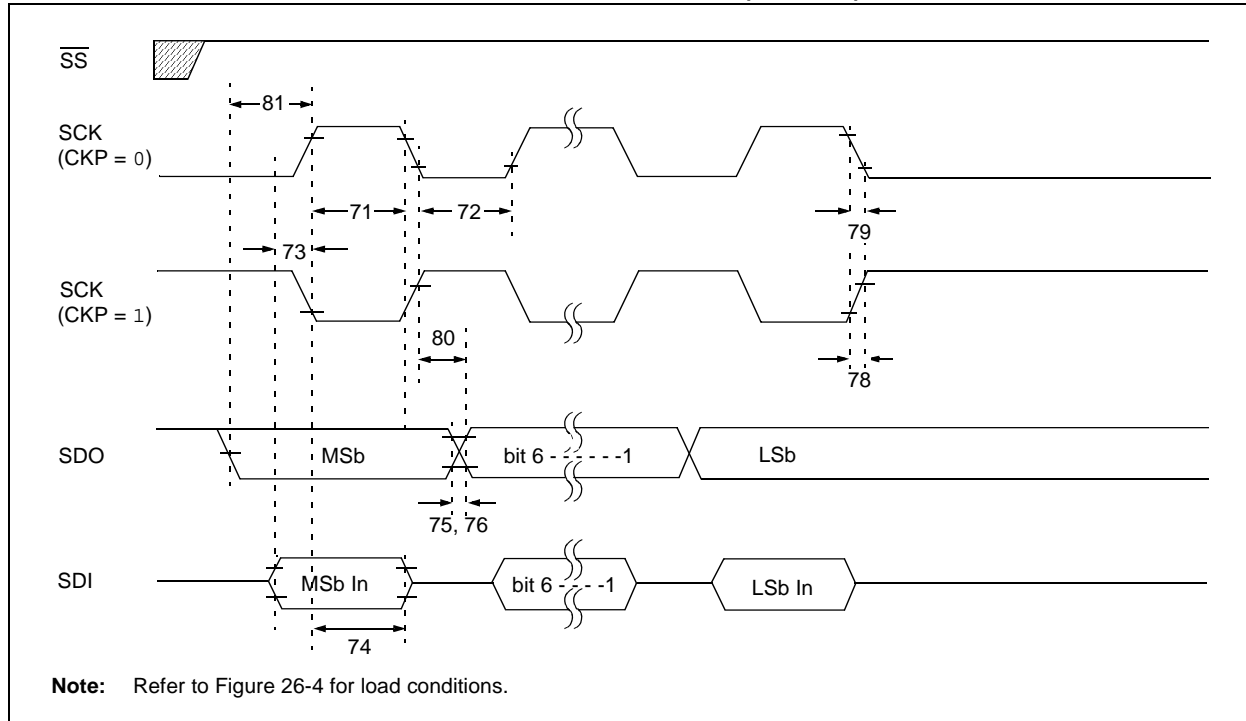 SS
81
SCK
(CKP = 0)
71
72
79
73
SCK
(CKP = 1)
80
78
SDO
MSb
bit 6 - - - - - - -1
LSb
75, 76
SDI
MSb In
bit 6 - - - - -1
LSb In
74
Note: Refer to Figure 26-4 for load conditions.